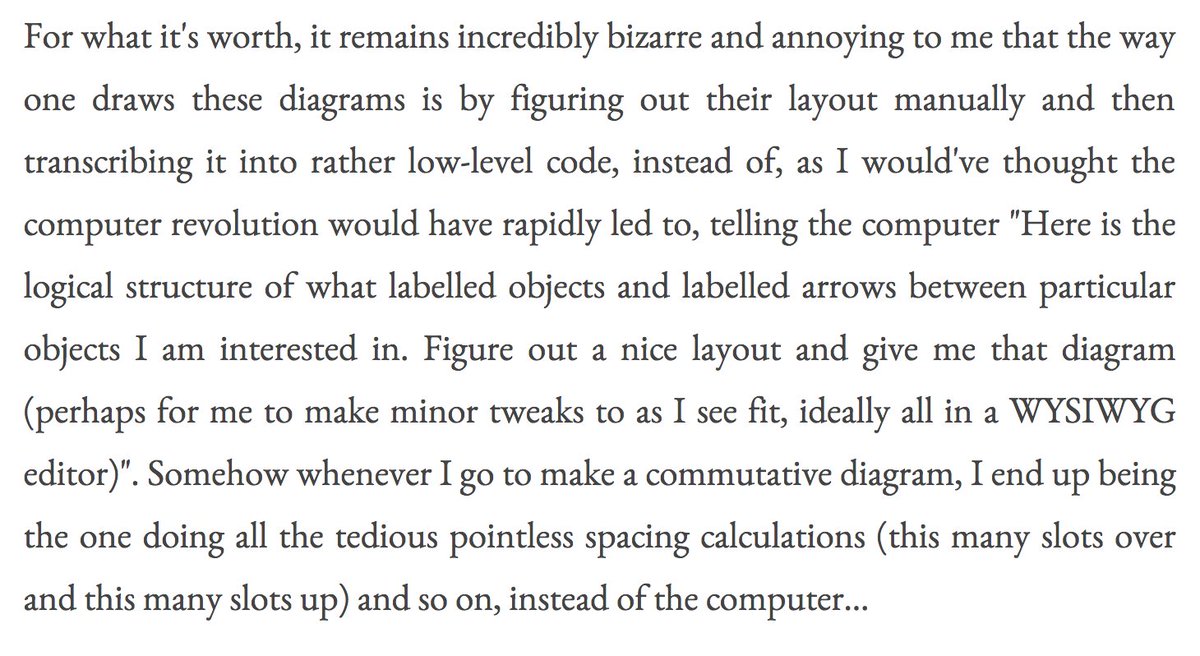 For what it's worth, it remains incredibly bizarre and annoying to me that the way
one draws these diagrams is by figuring out their layout manually and then
transcribing it into rather low-level code, instead of, as I would've thought the
computer revolution would have rapidly led to, telling the computer "Here is the
logical structure of what labelled objects and labelled arrows between particular
objects I am interested in. Figure out a nice layout and give me that diagram
(perhaps for me to make minor tweaks to as I see fit, ideally all in a WYSIWYG
editor)". Somehow whenever I go to make a commutative diagram, I end up being
the one doing all the tedious pointless spacing calculations (this many slots over
and this many slots up) and so on, instead of the computer...